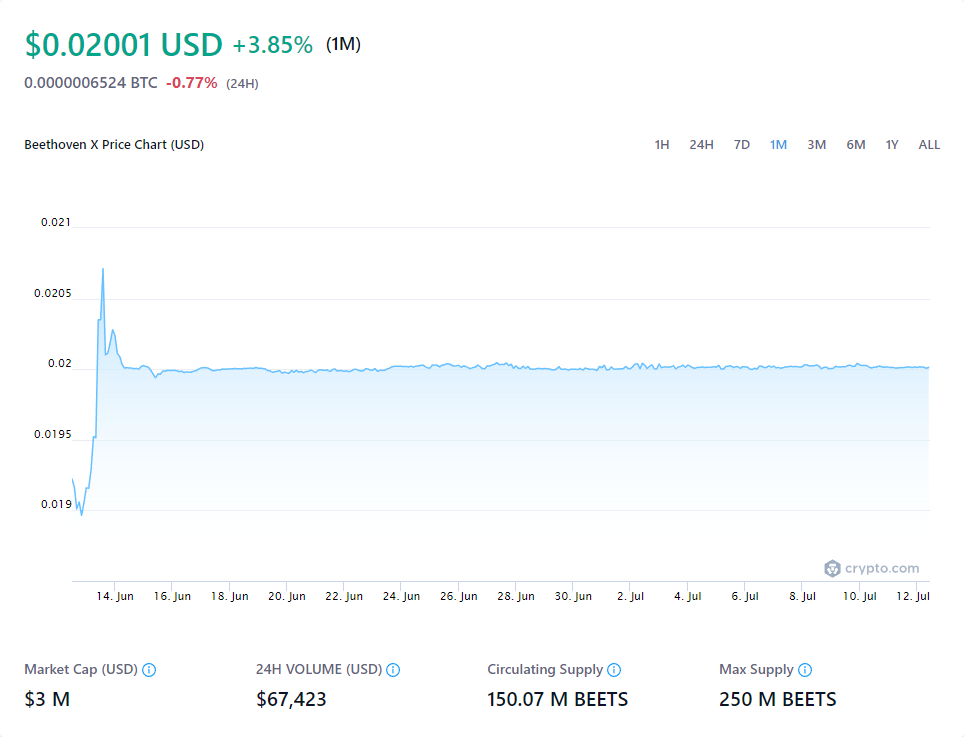 $0.02001 USD +3.85% (1M)
0.0000006524 BTC -0.77% (24H)
Beethoven X Price Chart (USD)
1H 24H 7D 1M 3M 6M 1Y ALL
0.021
0.0205
0.02
0.0195
0.019
crypto.com
14. Jun 16. Jun 18. Jun 20. Jun 22. Jun 24. Jun 26. Jun 28. Jun 30. Jun 2. Jul 4. Jul 6. Jul 8. Jul 10. Jul 12. Jul
Market Cap (USD) 24H VOLUME (USD) Circulating Supply Max Supply
$3 M $67,423 150.07 M BEETS 250 M BEETS